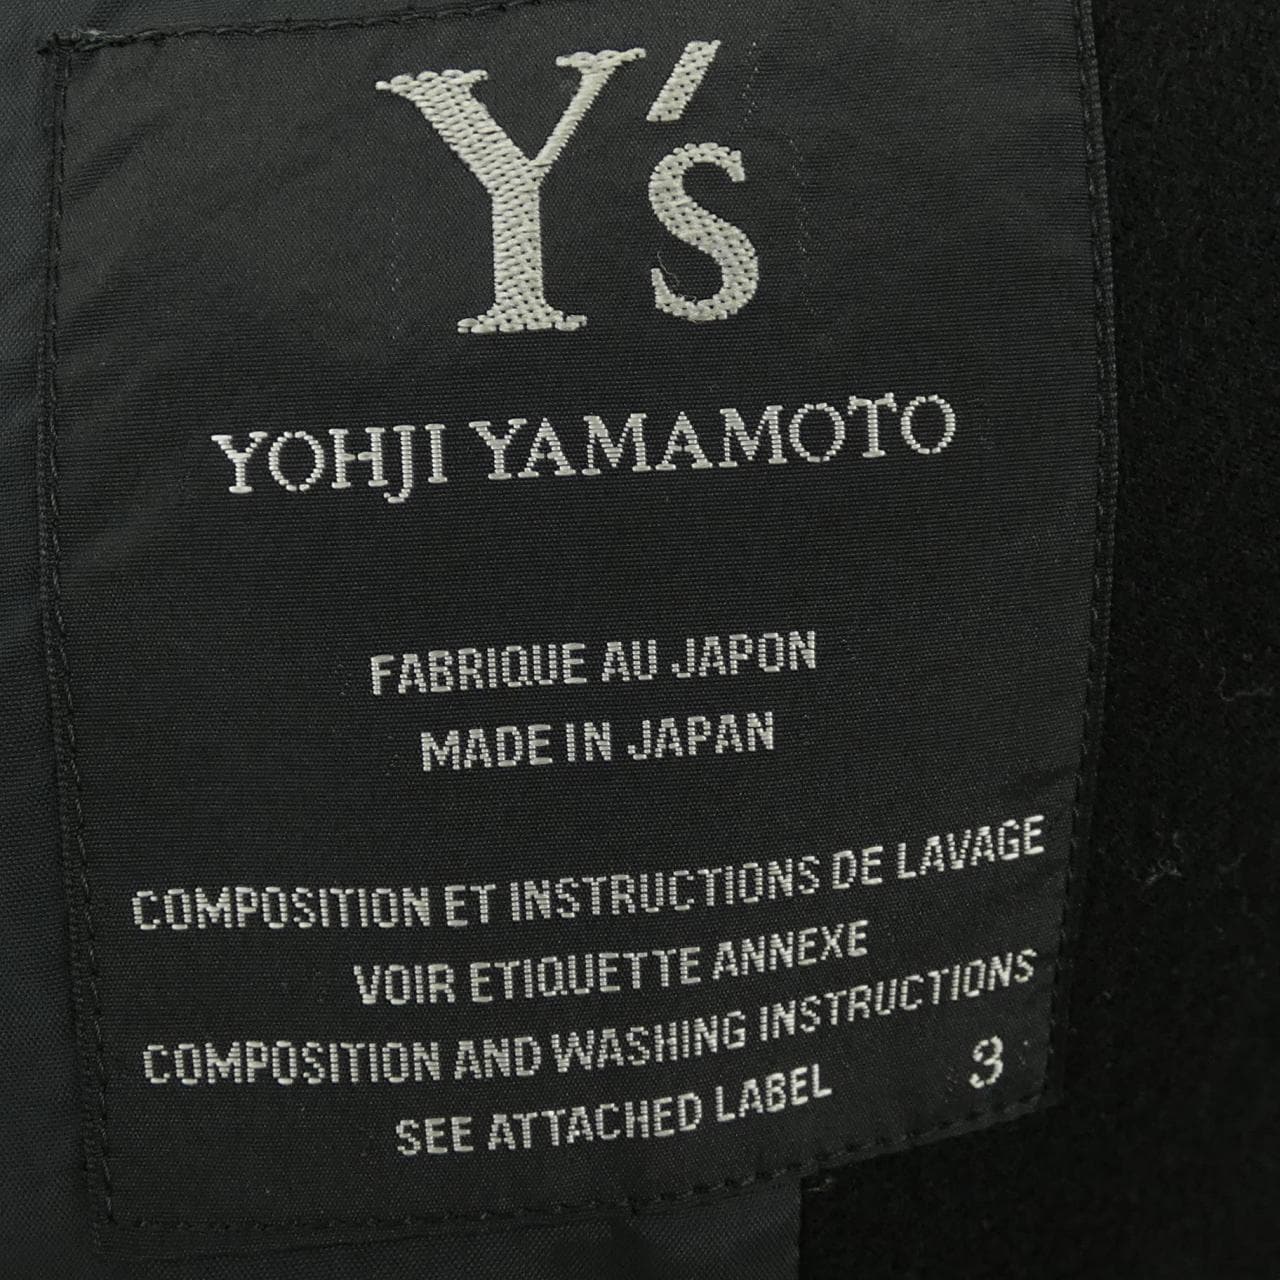 Y's
YOHJI YAMAMOTO
FABRIQUE AU JAPON
MADE IN JAPAN
COMPOSITION ET INSTRUCTIONS DE LAVAGE
VOIR ETIQUETTE ANNEXE
COMPOSITION AND WASHING INSTRUCTIONS
SEE ATTACHED LABEL 3